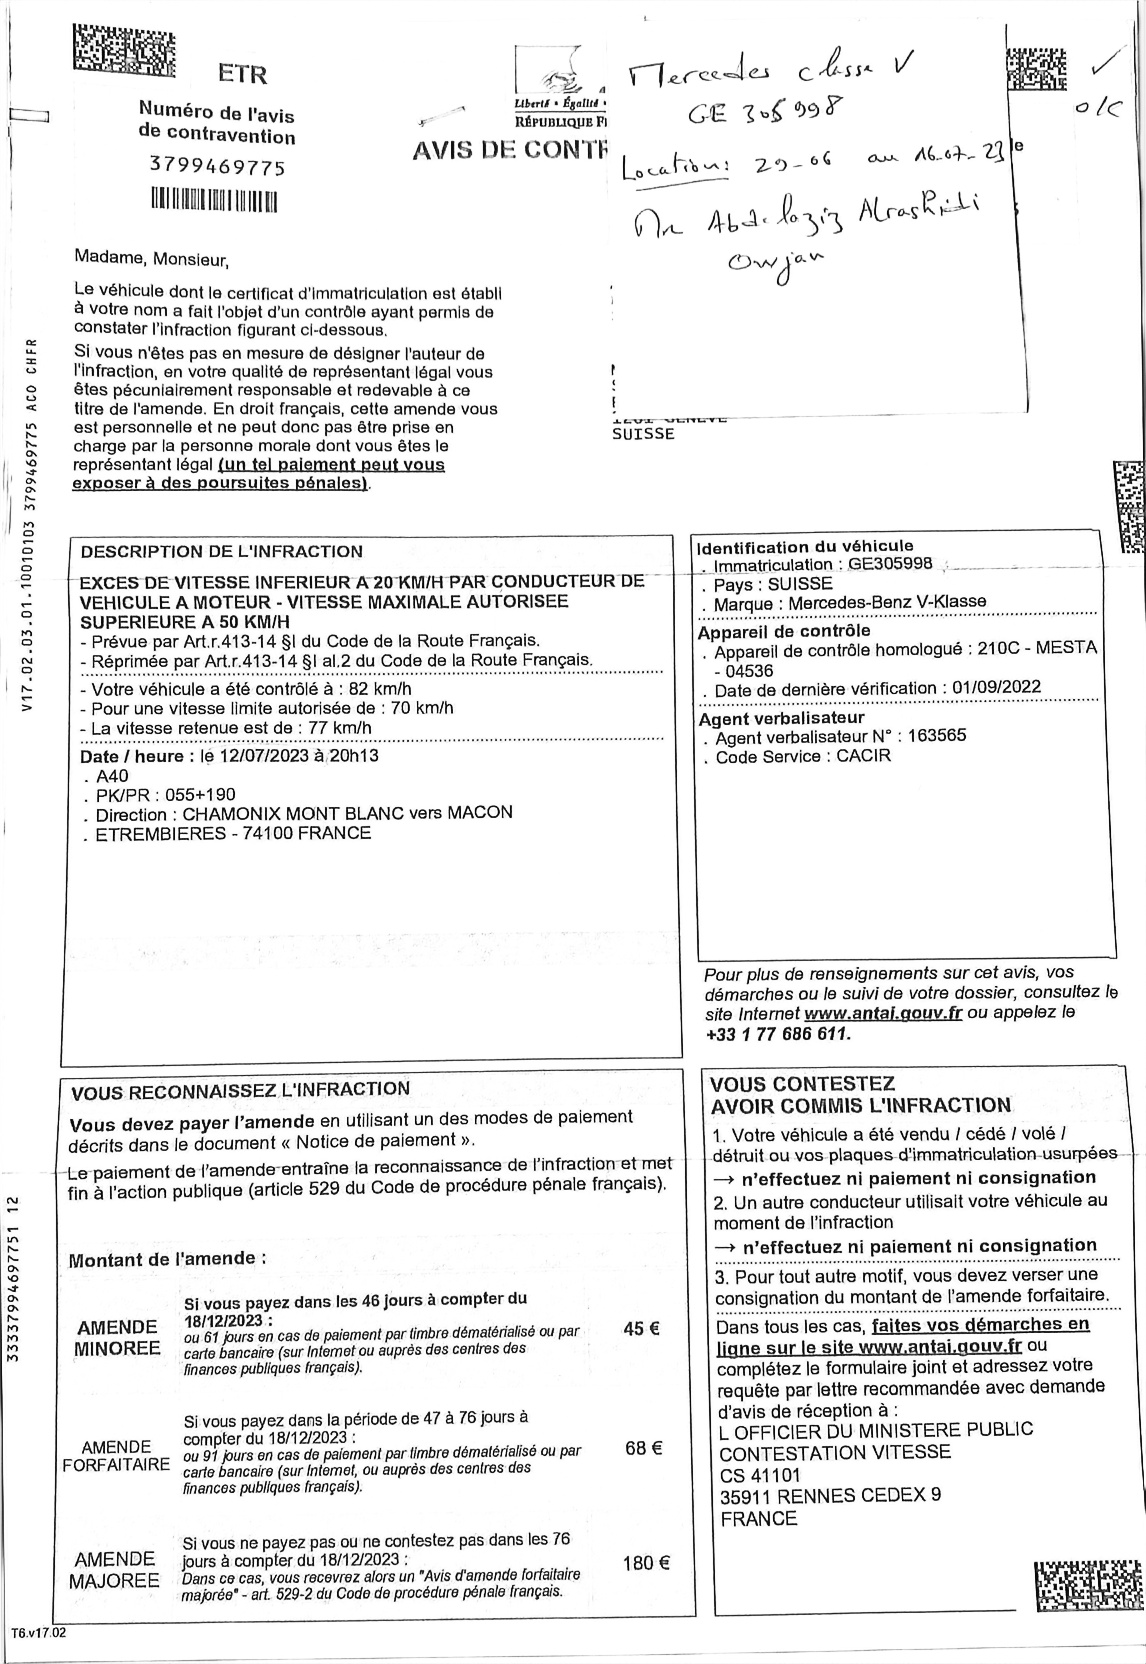 ETR
Numéro de l'avis
de contravention
3799469775
Liberté • Égalité •
RÉPUBLIQUE F
AVIS DE CONT
Mercedes classe V
GE 305 998
Location: 29-06 au 16-07-23
Mr Abdelaziz Alrashidi
Owjan
✓
O/C
e
SUISSE
Madame, Monsieur,
Le véhicule dont le certificat d'immatriculation est établi
à votre nom a fait l'objet d'un contrôle ayant permis de
constater l'infraction figurant ci-dessous.
Si vous n'êtes pas en mesure de désigner l'auteur de
l'infraction, en votre qualité de représentant légal vous
êtes pécuniairement responsable et redevable à ce
titre de l'amende. En droit français, cette amende vous
est personnelle et ne peut donc pas être prise en
charge par la personne morale dont vous êtes le
représentant légal (un tel paiement peut vous
exposer à des poursuites pénales).
V17.02.03.01.10010103 3799469775 ACO CHFR
DESCRIPTION DE L'INFRACTION
EXCES DE VITESSE INFERIEUR A 20 KM/H PAR CONDUCTEUR DE
VEHICULE A MOTEUR - VITESSE MAXIMALE AUTORISEE
SUPERIEURE A 50 KM/H
- Prévue par Art.r.413-14 §I du Code de la Route Français.
- Réprimée par Art.r.413-14 §I al.2 du Code de la Route Français.
- Votre véhicule a été contrôlé à : 82 km/h
- Pour une vitesse limite autorisée de : 70 km/h
- La vitesse retenue est de : 77 km/h
Date / heure : le 12/07/2023 à 20h13
. A40
. PK/PR : 055+190
. Direction : CHAMONIX MONT BLANC vers MACON
. ETREMBIERES - 74100 FRANCE
Identification du véhicule
. Immatriculation : GE305998
. Pays : SUISSE
. Marque : Mercedes-Benz V-Klasse
Appareil de contrôle
. Appareil de contrôle homologué : 210C - MESTA
- 04536
. Date de dernière vérification : 01/09/2022
Agent verbalisateur
. Agent verbalisateur N° : 163565
. Code Service : CACIR
Pour plus de renseignements sur cet avis, vos
démarches ou le suivi de votre dossier, consultez le
site Internet www.antai.gouv.fr ou appelez le
+33 1 77 686 611.
VOUS RECONNAISSEZ L'INFRACTION
Vous devez payer l'amende en utilisant un des modes de paiement
décrits dans le document « Notice de paiement ».
Le paiement de l'amende entraîne la reconnaissance de l'infraction et met
fin à l'action publique (article 529 du Code de procédure pénale français).
Montant de l'amende :
AMENDE
MINOREE
Si vous payez dans les 46 jours à compter du
18/12/2023 :
ou 61 jours en cas de paiement par timbre dématérialisé ou par
carte bancaire (sur Internet ou auprès des centres des
finances publiques français).
45 €
AMENDE
FORFAITAIRE
Si vous payez dans la période de 47 à 76 jours à
compter du 18/12/2023 :
ou 91 jours en cas de paiement par timbre dématérialisé ou par
carte bancaire (sur Internet, ou auprès des centres des
finances publiques français).
68 €
AMENDE
MAJOREE
Si vous ne payez pas ou ne contestez pas dans les 76
jours à compter du 18/12/2023 :
Dans ce cas, vous recevrez alors un "Avis d'amende forfaitaire
majorée" - art. 529-2 du Code de procédure pénale français.
180 €
VOUS CONTESTEZ
AVOIR COMMIS L'INFRACTION
1. Votre véhicule a été vendu / cédé / volé /
détruit ou vos plaques d'immatriculation usurpées
→ n'effectuez ni paiement ni consignation
2. Un autre conducteur utilisait votre véhicule au
moment de l'infraction
→ n'effectuez ni paiement ni consignation
3. Pour tout autre motif, vous devez verser une
consignation du montant de l'amende forfaitaire.
Dans tous les cas, faites vos démarches en
ligne sur le site www.antai.gouv.fr ou
complétez le formulaire joint et adressez votre
requête par lettre recommandée avec demande
d'avis de réception à :
L OFFICIER DU MINISTERE PUBLIC
CONTESTATION VITESSE
CS 41101
35911 RENNES CEDEX 9
FRANCE
33337994697751 12
T6.v17.02